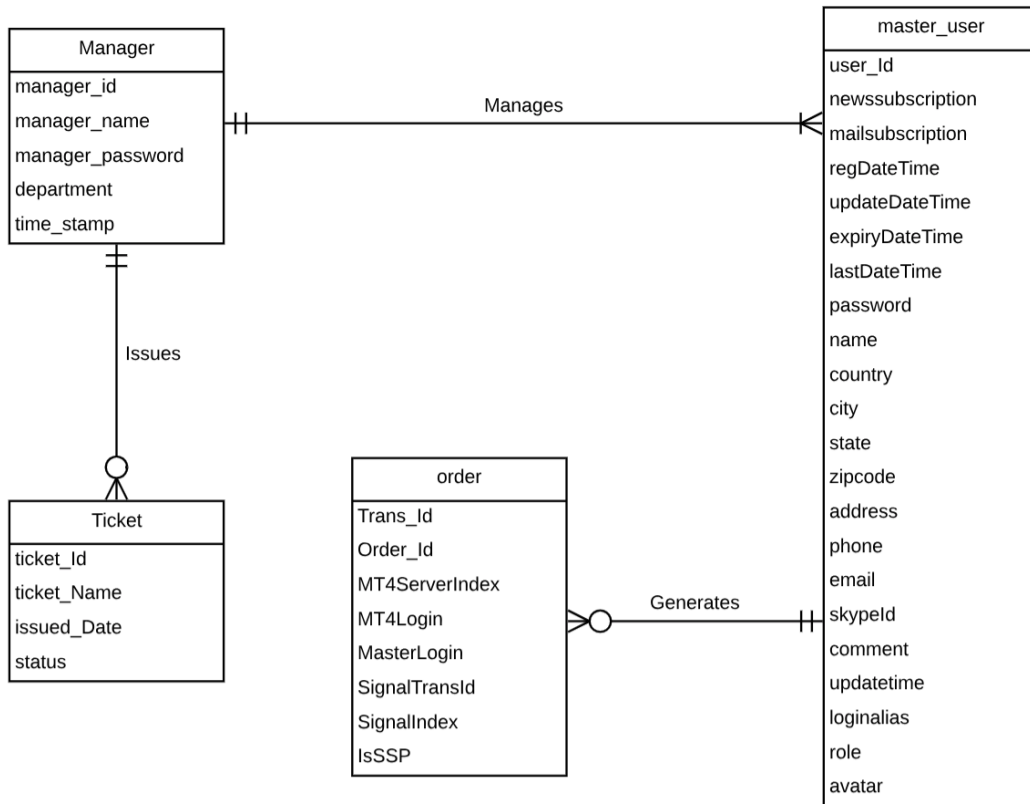 Manager
manager_id
manager_name
manager_password
department
time_stamp
Manages
master_user
user_Id
newssubscription
mailsubscription
regDateTime
updateDateTime
expiryDateTime
lastDateTime
password
name
country
city
state
zipcode
address
phone
email
skypeId
comment
updatetime
loginalias
role
avatar
Issues
Ticket
ticket_Id
ticket_Name
issued_Date
status
order
Trans_Id
Order_Id
MT4ServerIndex
MT4Login
MasterLogin
SignalTransId
SignalIndex
IsSSP
Generates